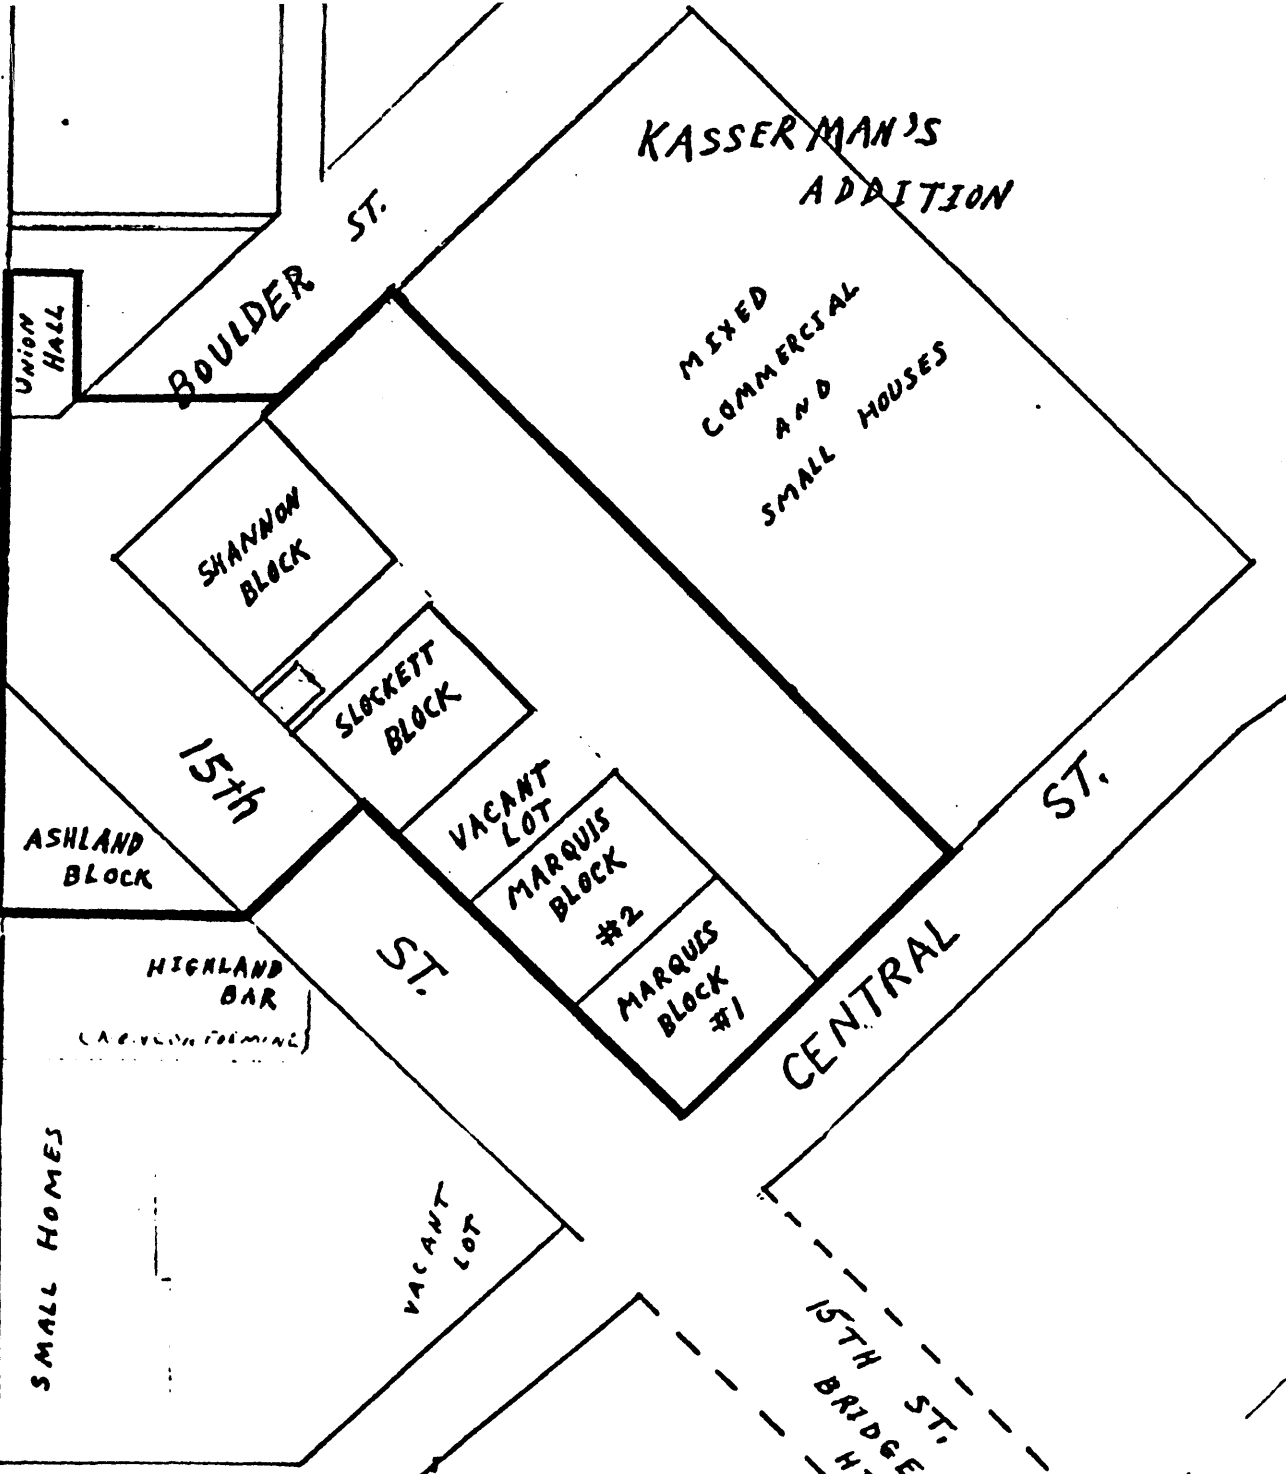 KASSERMAN'S
ADDITION
ST.
BOULDER
UNION
HALL
MIXED
COMMERCIAL
AND
SMALL HOUSES
SHANNON
BLOCK
SLOCKETT
BLOCK
15th
VACANT
LOT
ST.
MARQUIS
BLOCK
#2
ASHLAND
BLOCK
MARQUIS
BLOCK
#1
CENTRAL
ST.
HIGHLAND
BAR
SMALL HOMES
VACANT
LOT
15TH ST.
BRIDGE